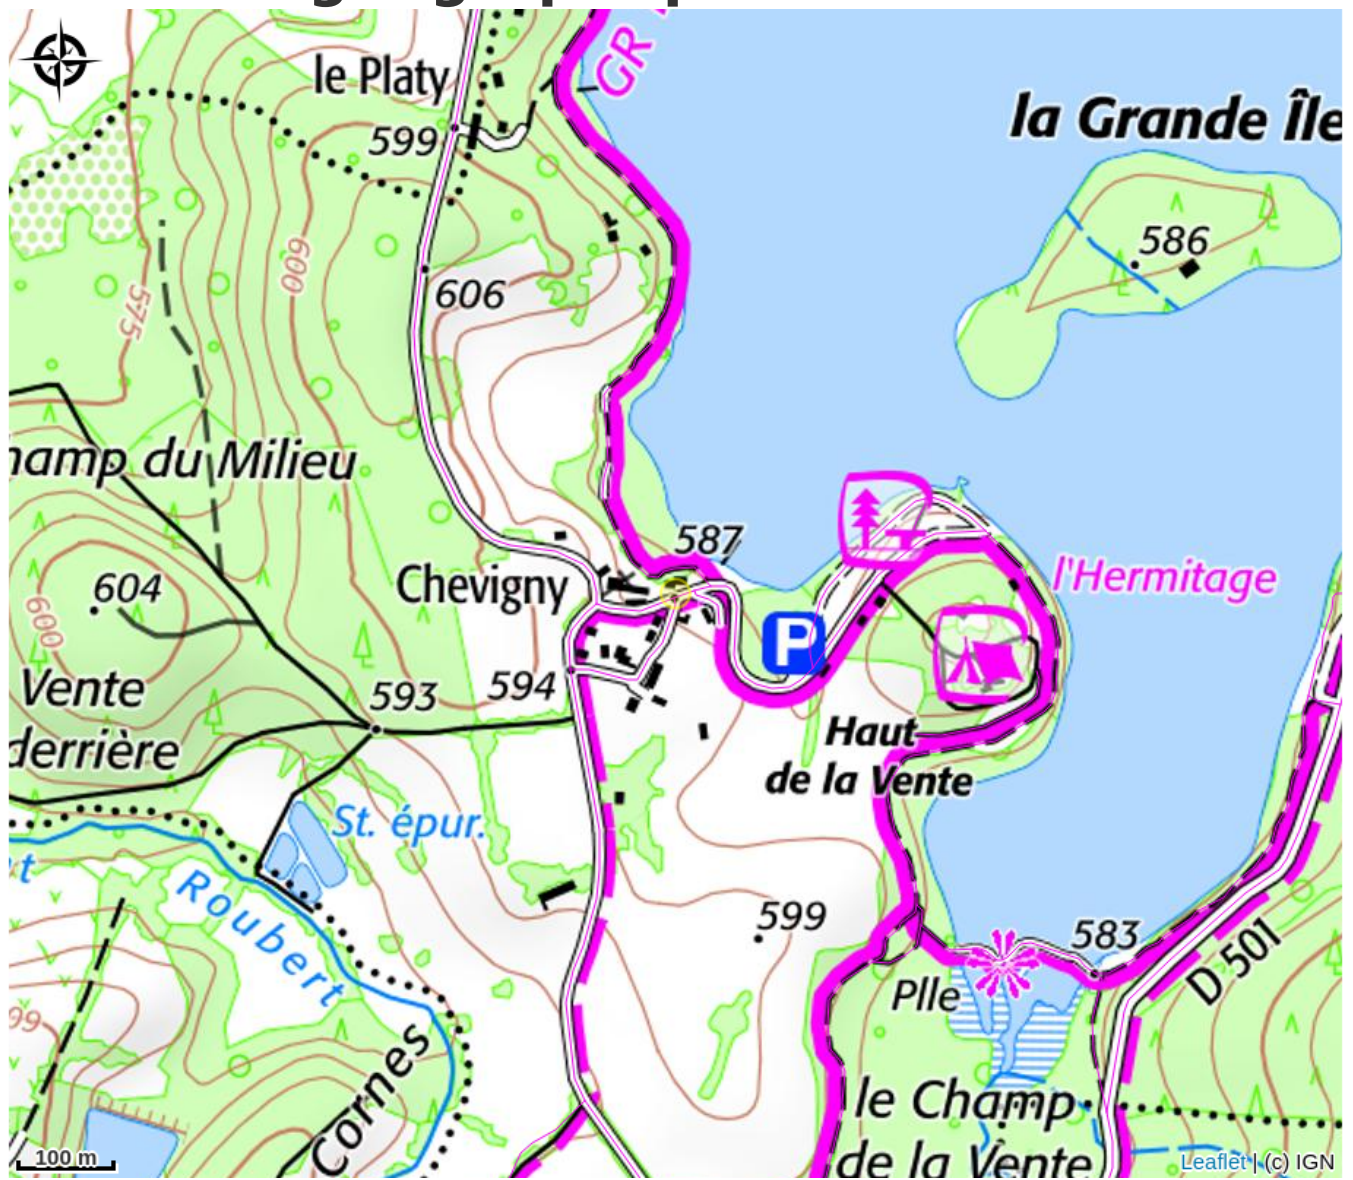 GR
le Platy
la Grande Île
599
586
600
606
575
hamp du Milieu
587
l'Hermitage
Chevigny
604
P
600
594
593
Vente
derrière
Haut
de la Vente
St. épur.
t
Roubert
599
583
D 501
Plle
99
Cornes
le Champ
de la Vente
100 m
Leaflet | (c) IGN